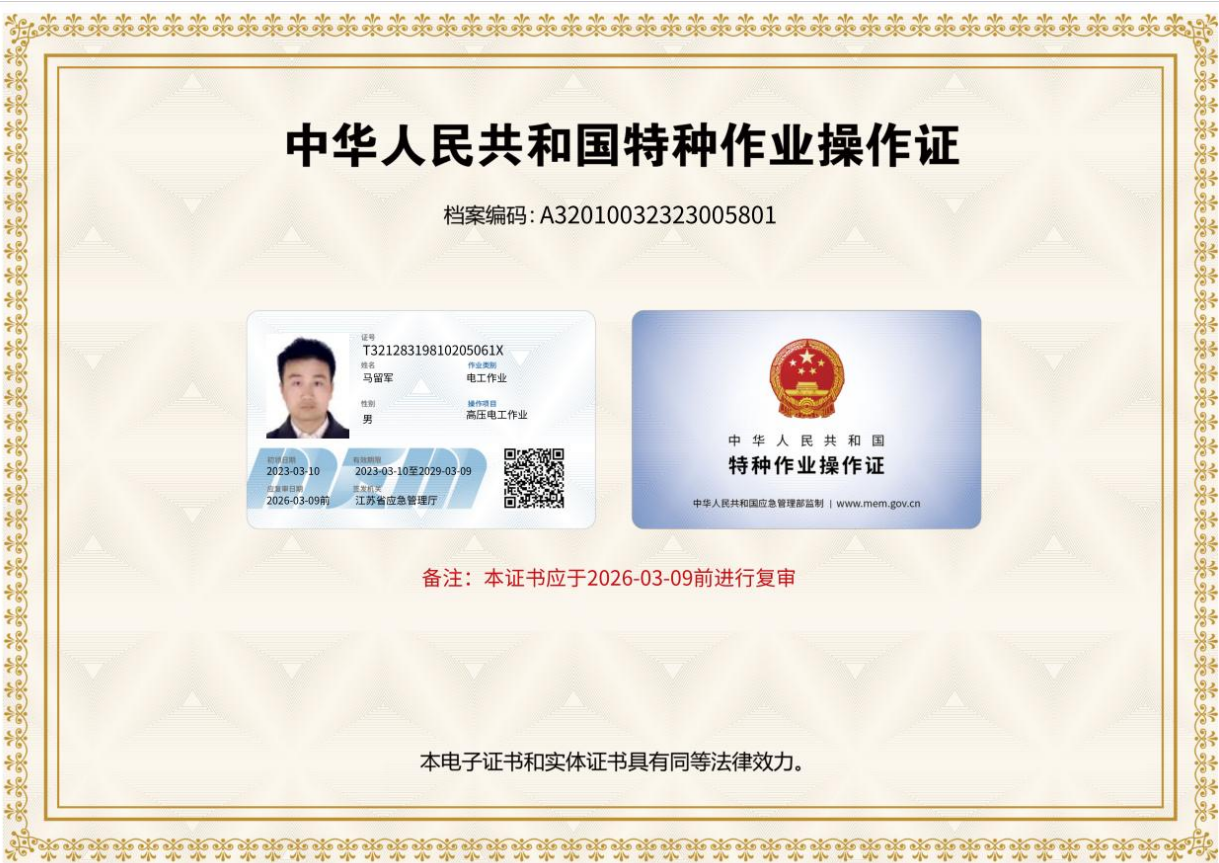 中华人民共和国特种作业操作证
档案编码：A32010032323005801
证号
T32128319810205061X
姓名
作业类别
马留军
电工作业
性别
操作项目
男
高压电工作业
初领日期
有效期限
2023-03-10
2023-03-10至2029-03-09
应复审日期
签发机关
2026-03-09前
江苏省应急管理厅
中华人民共和国
特种作业操作证
中华人民共和国应急管理部监制 | www.mem.gov.cn
备注：本证书应于2026-03-09前进行复审
本电子证书和实体证书具有同等法律效力。